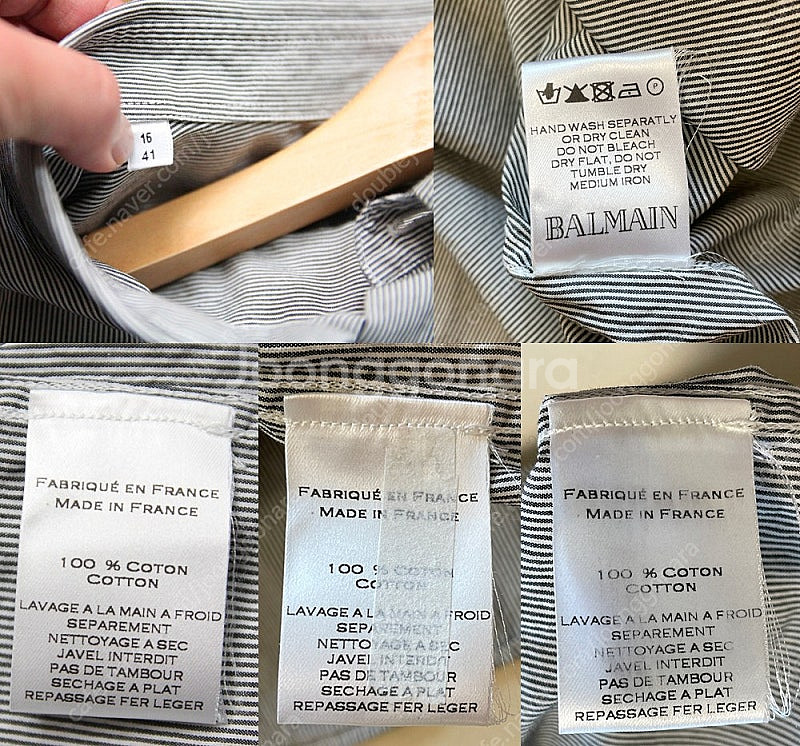 16
41
P
HAND WASH SEPARATLY
OR DRY CLEAN
DO NOT BLEACH
DRY FLAT, DO NOT
TUMBLE DRY
MEDIUM IRON
BALMAIN
Joonggonara
FABRIQUÉ EN FRANCE
MADE IN FRANCE
100 % COTON
COTTON
LAVAGE A LA MAIN A FROID
SEPAREMENT
NETTOYAGE A SEC
JAVEL INTERDIT
PAS DE TAMBOUR
SECHAGE A PLAT
REPASSAGE FER LEGER
FABRIQUÉ EN FRANCE
MADE IN FRANCE
100 % COTON
COTTON
LAVAGE A LA MAIN A FROID
SEPAREMENT
NETTOYAGE A SEC
JAVEL INTERDIT
PAS DE TAMBOUR
SECHAGE A PLAT
REPASSAGE FER LEGER
FABRIQUÉ EN FRANCE
MADE IN FRANCE
100 % COTON
COTTON
LAVAGE A LA MAIN A FROID
SEPAREMENT
NETTOYAGE A SEC
JAVEL INTERDIT
PAS DE TAMBOUR
SECHAGE A PLAT
REPASSAGE FER LEGER